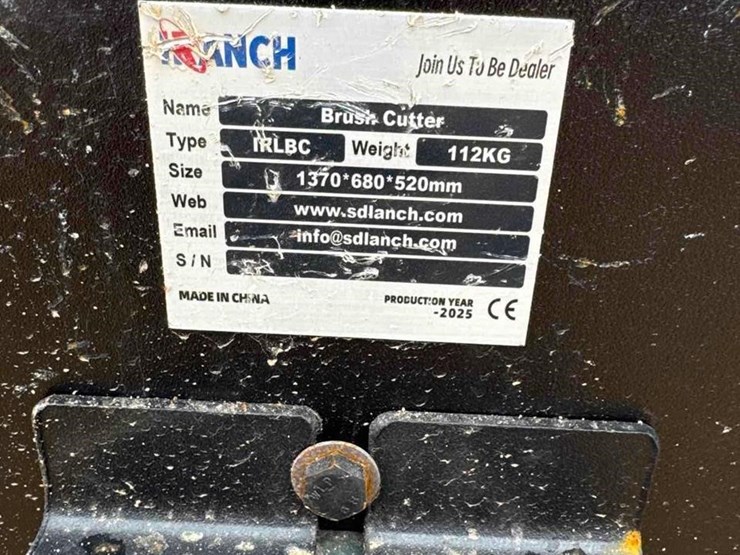 Join Us To Be Dealer
Name Brush Cutter
Type IRLBC Weight 112KG
Size 1370*680*520mm
Web www.sdlanch.com
Email info@sdlanch.com
S/N
MADE IN CHINA
PRODUCTION YEAR
-2025 CE